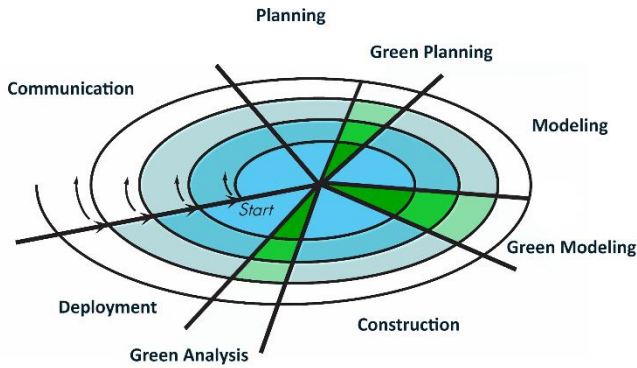 Planning
Green Planning
Communication
Modeling
Start
Green Modeling
Deployment
Construction
Green Analysis